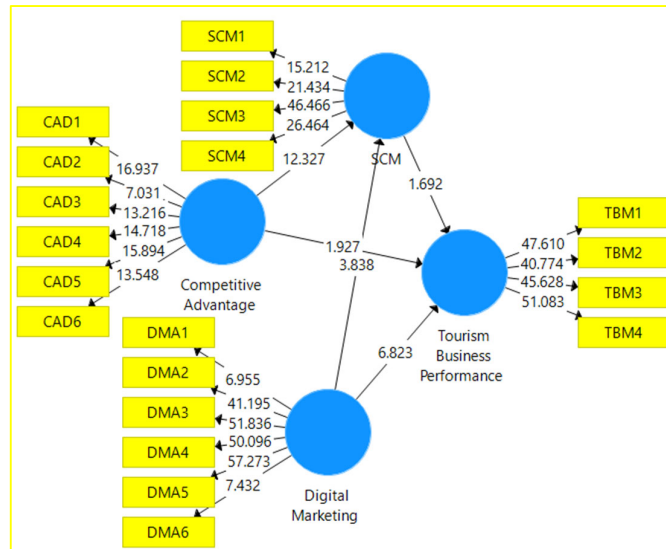 SCM1
15.212
SCM2
21.434
SCM3
46.466
SCM4
26.464
SCM
CAD1
16.937
CAD2
7.031
CAD3
13.216
CAD4
14.718
CAD5
15.894
CAD6
13.548
Competitive
Advantage
12.327
1.692
1.927
3.838
6.823
TBM1
47.610
TBM2
40.774
TBM3
45.628
TBM4
51.083
Tourism
Business
Performance
DMA1
6.955
DMA2
41.195
DMA3
51.836
DMA4
50.096
DMA5
57.273
DMA6
7.432
Digital
Marketing